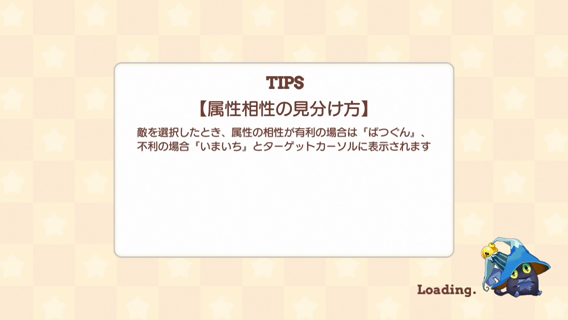 TIPS
【属性相性の見分け方】
敵を選択したとき、属性の相性が有利の場合は「ばつぐん」、
不利の場合「いまいち」とターゲットカーソルに表示されます
Loading.